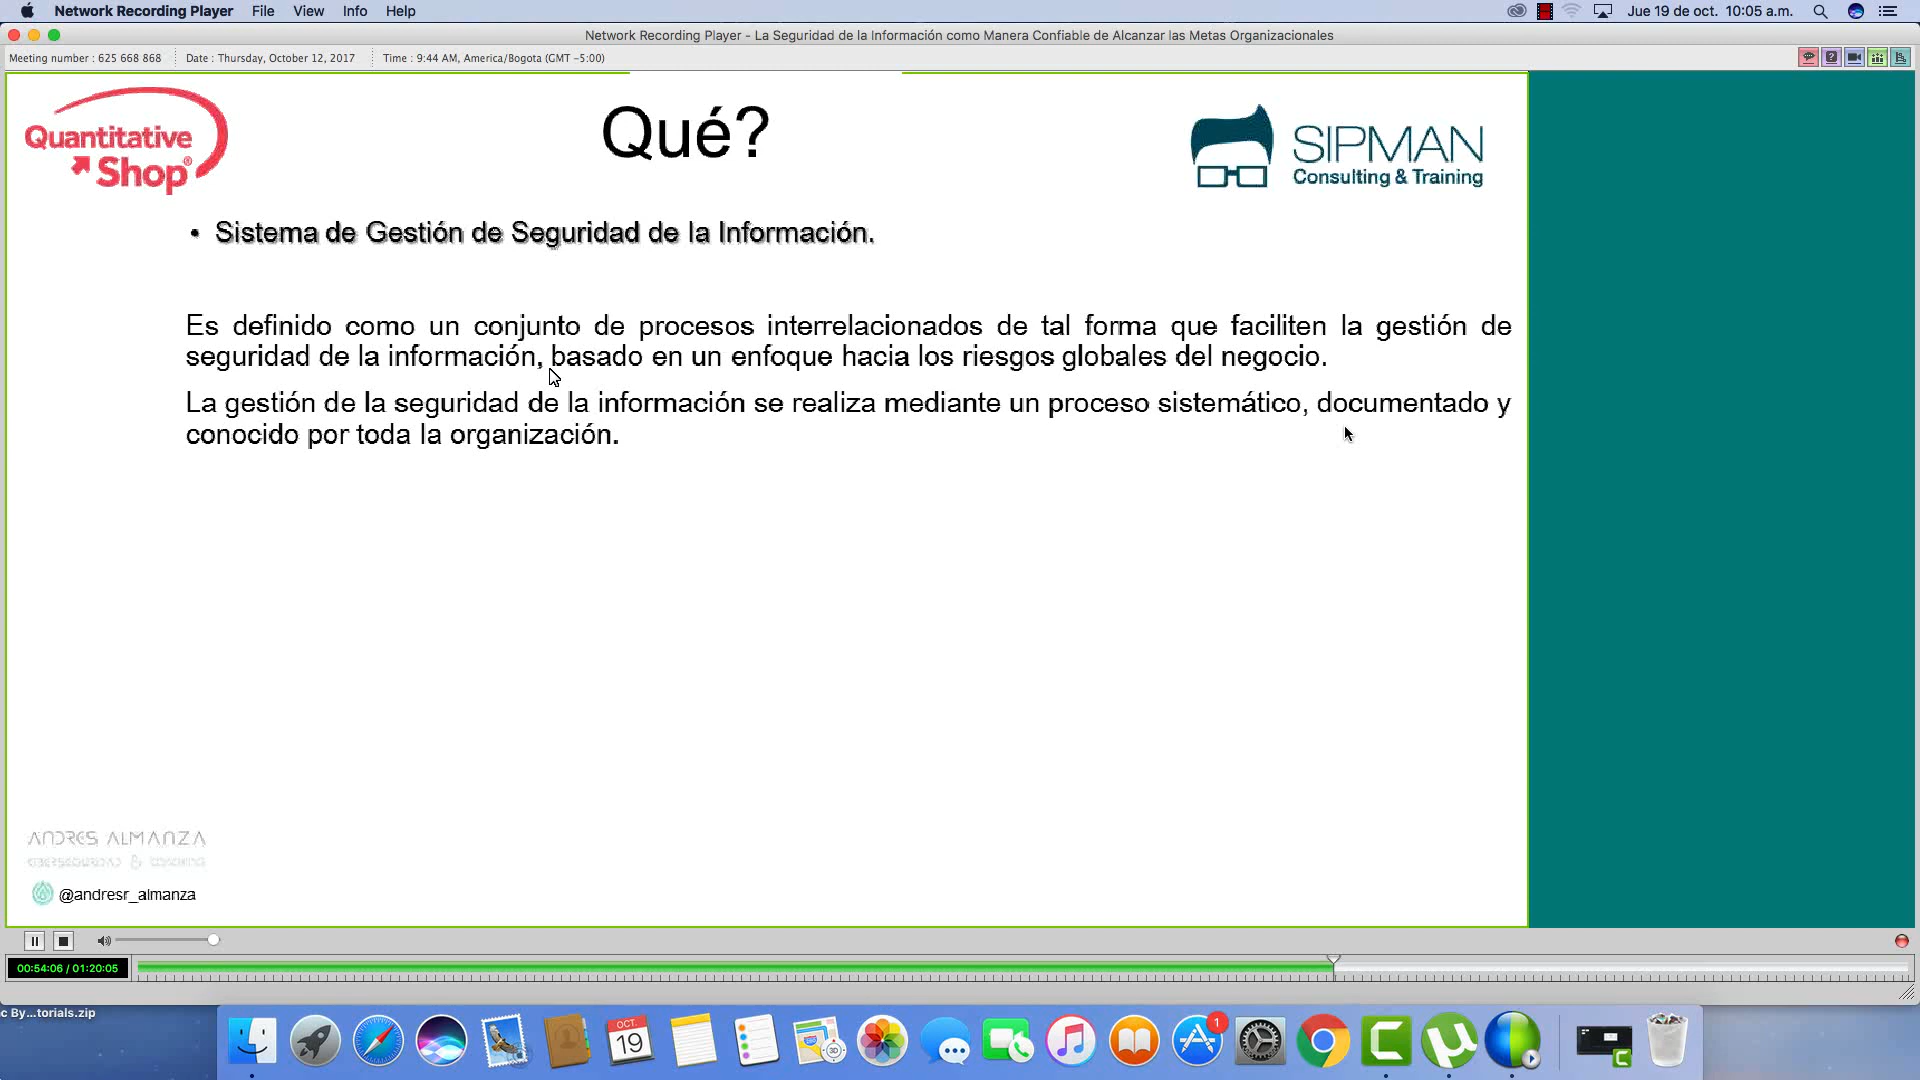 Network Recording Player File View Info Help Jue 19 de oct. 10:05 a.m.
Network Recording Player - La Seguridad de la Información como Manera Confiable de Alcanzar las Metas Organizacionales
Meeting number : 625 668 868 Date : Thursday, October 12, 2017 Time : 9:44 AM, America/Bogota (GMT -5:00)
Quantitative
Shop®
Qué?
SIPMAN
Consulting & Training
• Sistema de Gestión de Seguridad de la Información.
Es definido como un conjunto de procesos interrelacionados de tal forma que faciliten la gestión de
seguridad de la información, basado en un enfoque hacia los riesgos globales del negocio.
La gestión de la seguridad de la información se realiza mediante un proceso sistemático, documentado y
conocido por toda la organización.
ANDRES ALMANZA
@andresr_almanza
00:54:06 / 01:20:05
c By...torials.zip
OCT.
19
3D
1